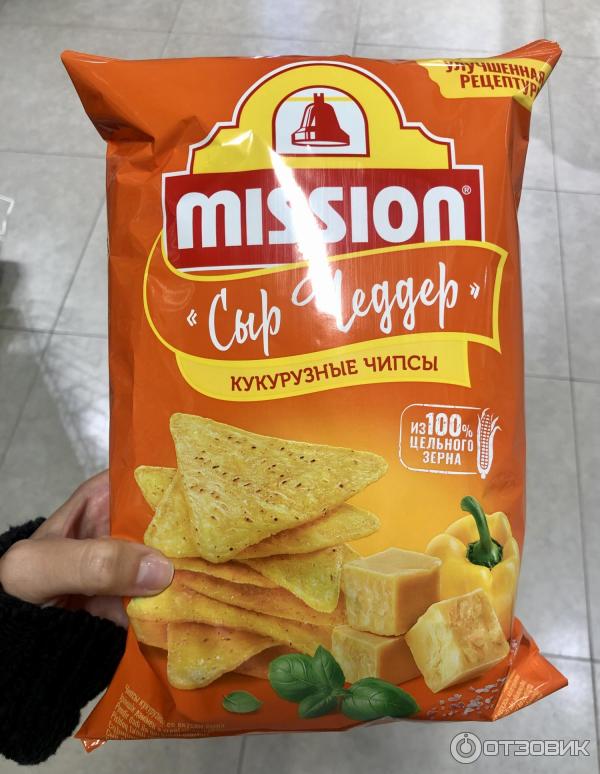 УЛУЧШЕННАЯ
РЕЦЕПТУРА
mission®
«Сыр Чеддер»
КУКУРУЗНЫЕ ЧИПСЫ
ИЗ 100%
ЦЕЛЬНОГО
ЗЕРНА
ОТЗОВИК